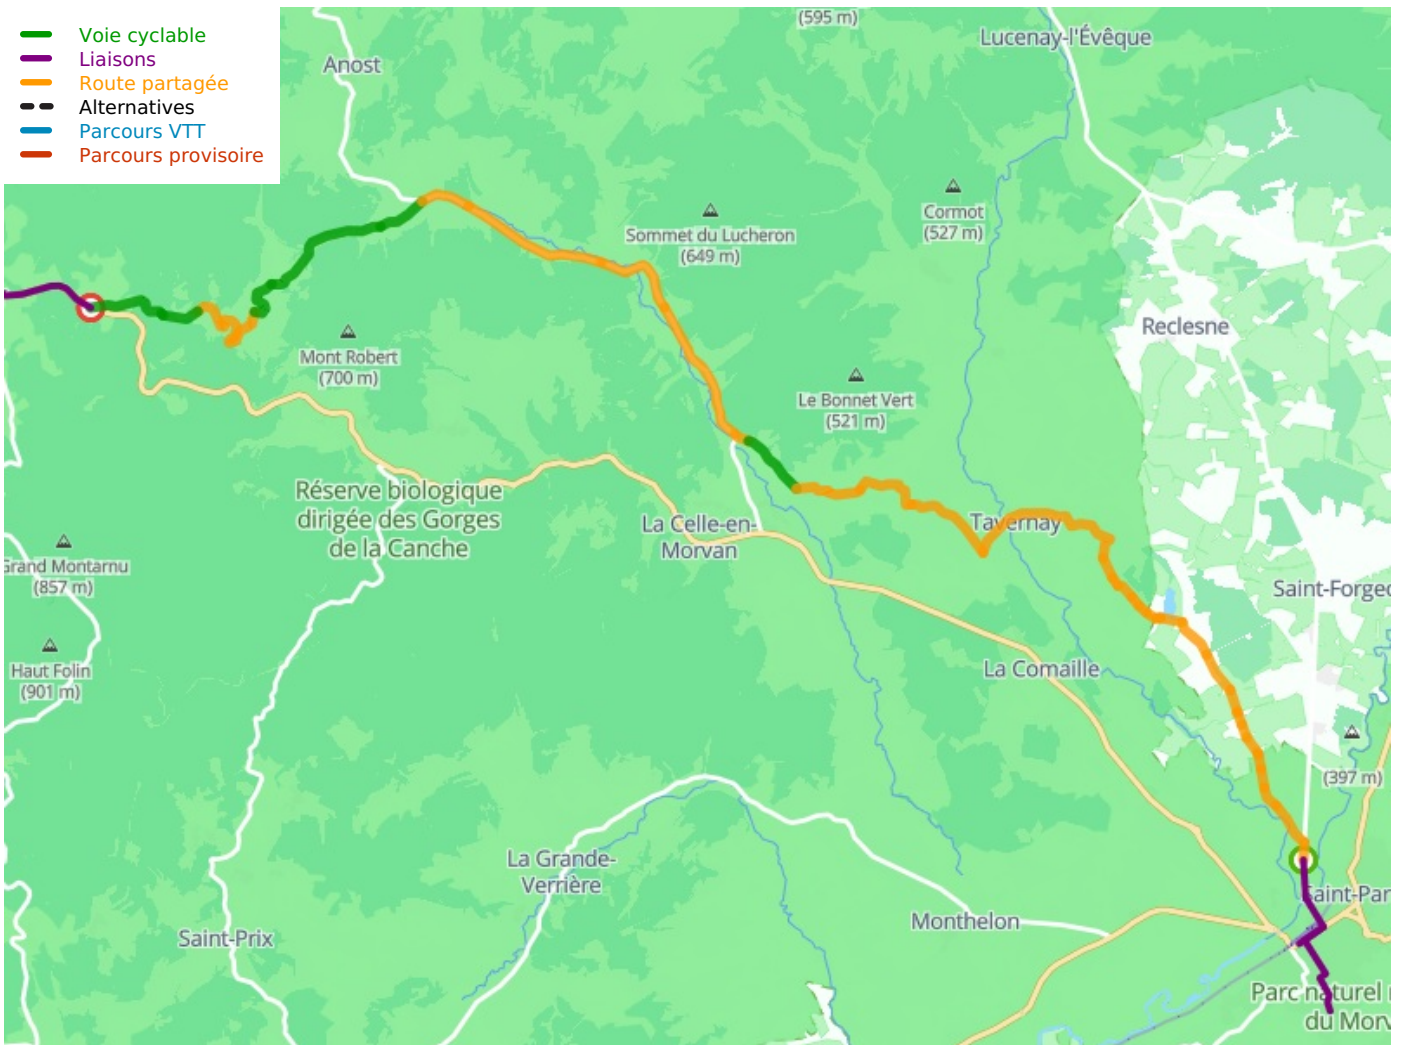 Voie cyclable
Liaisons
Route partagée
Alternatives
Parcours VTT
Parcours provisoire
(595 m)
Lucenay-l'Évêque
Anost
Cormot
(527 m)
Sommet du Lucheron
(649 m)
Reclesne
Mont Robert
(700 m)
Le Bonnet Vert
(521 m)
Réserve biologique
dirigée des Gorges
de la Canche
La Celle-en-
Morvan
Tavernay
Grand Montarnu
(857 m)
Saint-Forgeo
Haut Folin
(901 m)
La Comaille
(397 m)
La Grande-
Verrière
Saint-Pan
Monthelon
Saint-Prix
Parc naturel
du Morv